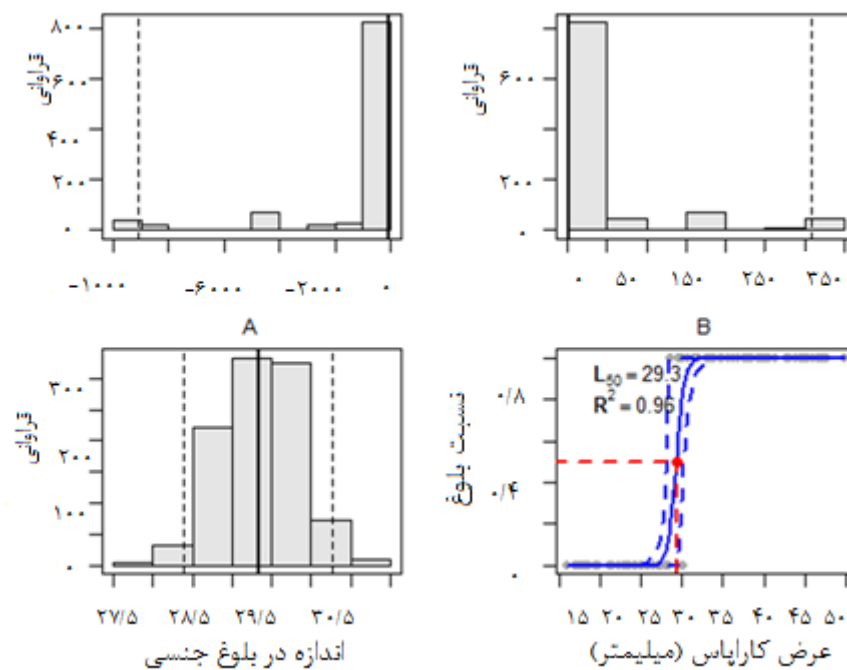 ۸۰۰
۶۰۰
۴۰۰
۲۰۰
۰
فراوانی
-۱۰۰۰ -۶۰۰۰ -۲۰۰۰ ۰
A
۶۰۰
۲۰۰
۰
فراوانی
۰ ۵۰ ۱۵۰ ۲۵۰ ۳۵۰
B
۳۰۰
۲۰۰
۱۰۰
۰
فراوانی
۲۷/۵ ۲۸/۵ ۲۹/۵ ۳۰/۵
اندازه در بلوغ جنسی
L50 = 29.3
R2 = 0.96
۰/۸
۰/۴
۰
نسبت بلوغ
۱۵ ۲۰ ۲۵ ۳۰ ۳۵ ۴۰ ۴۵ ۵۰
عرض کاراپاس (میلیمتر)